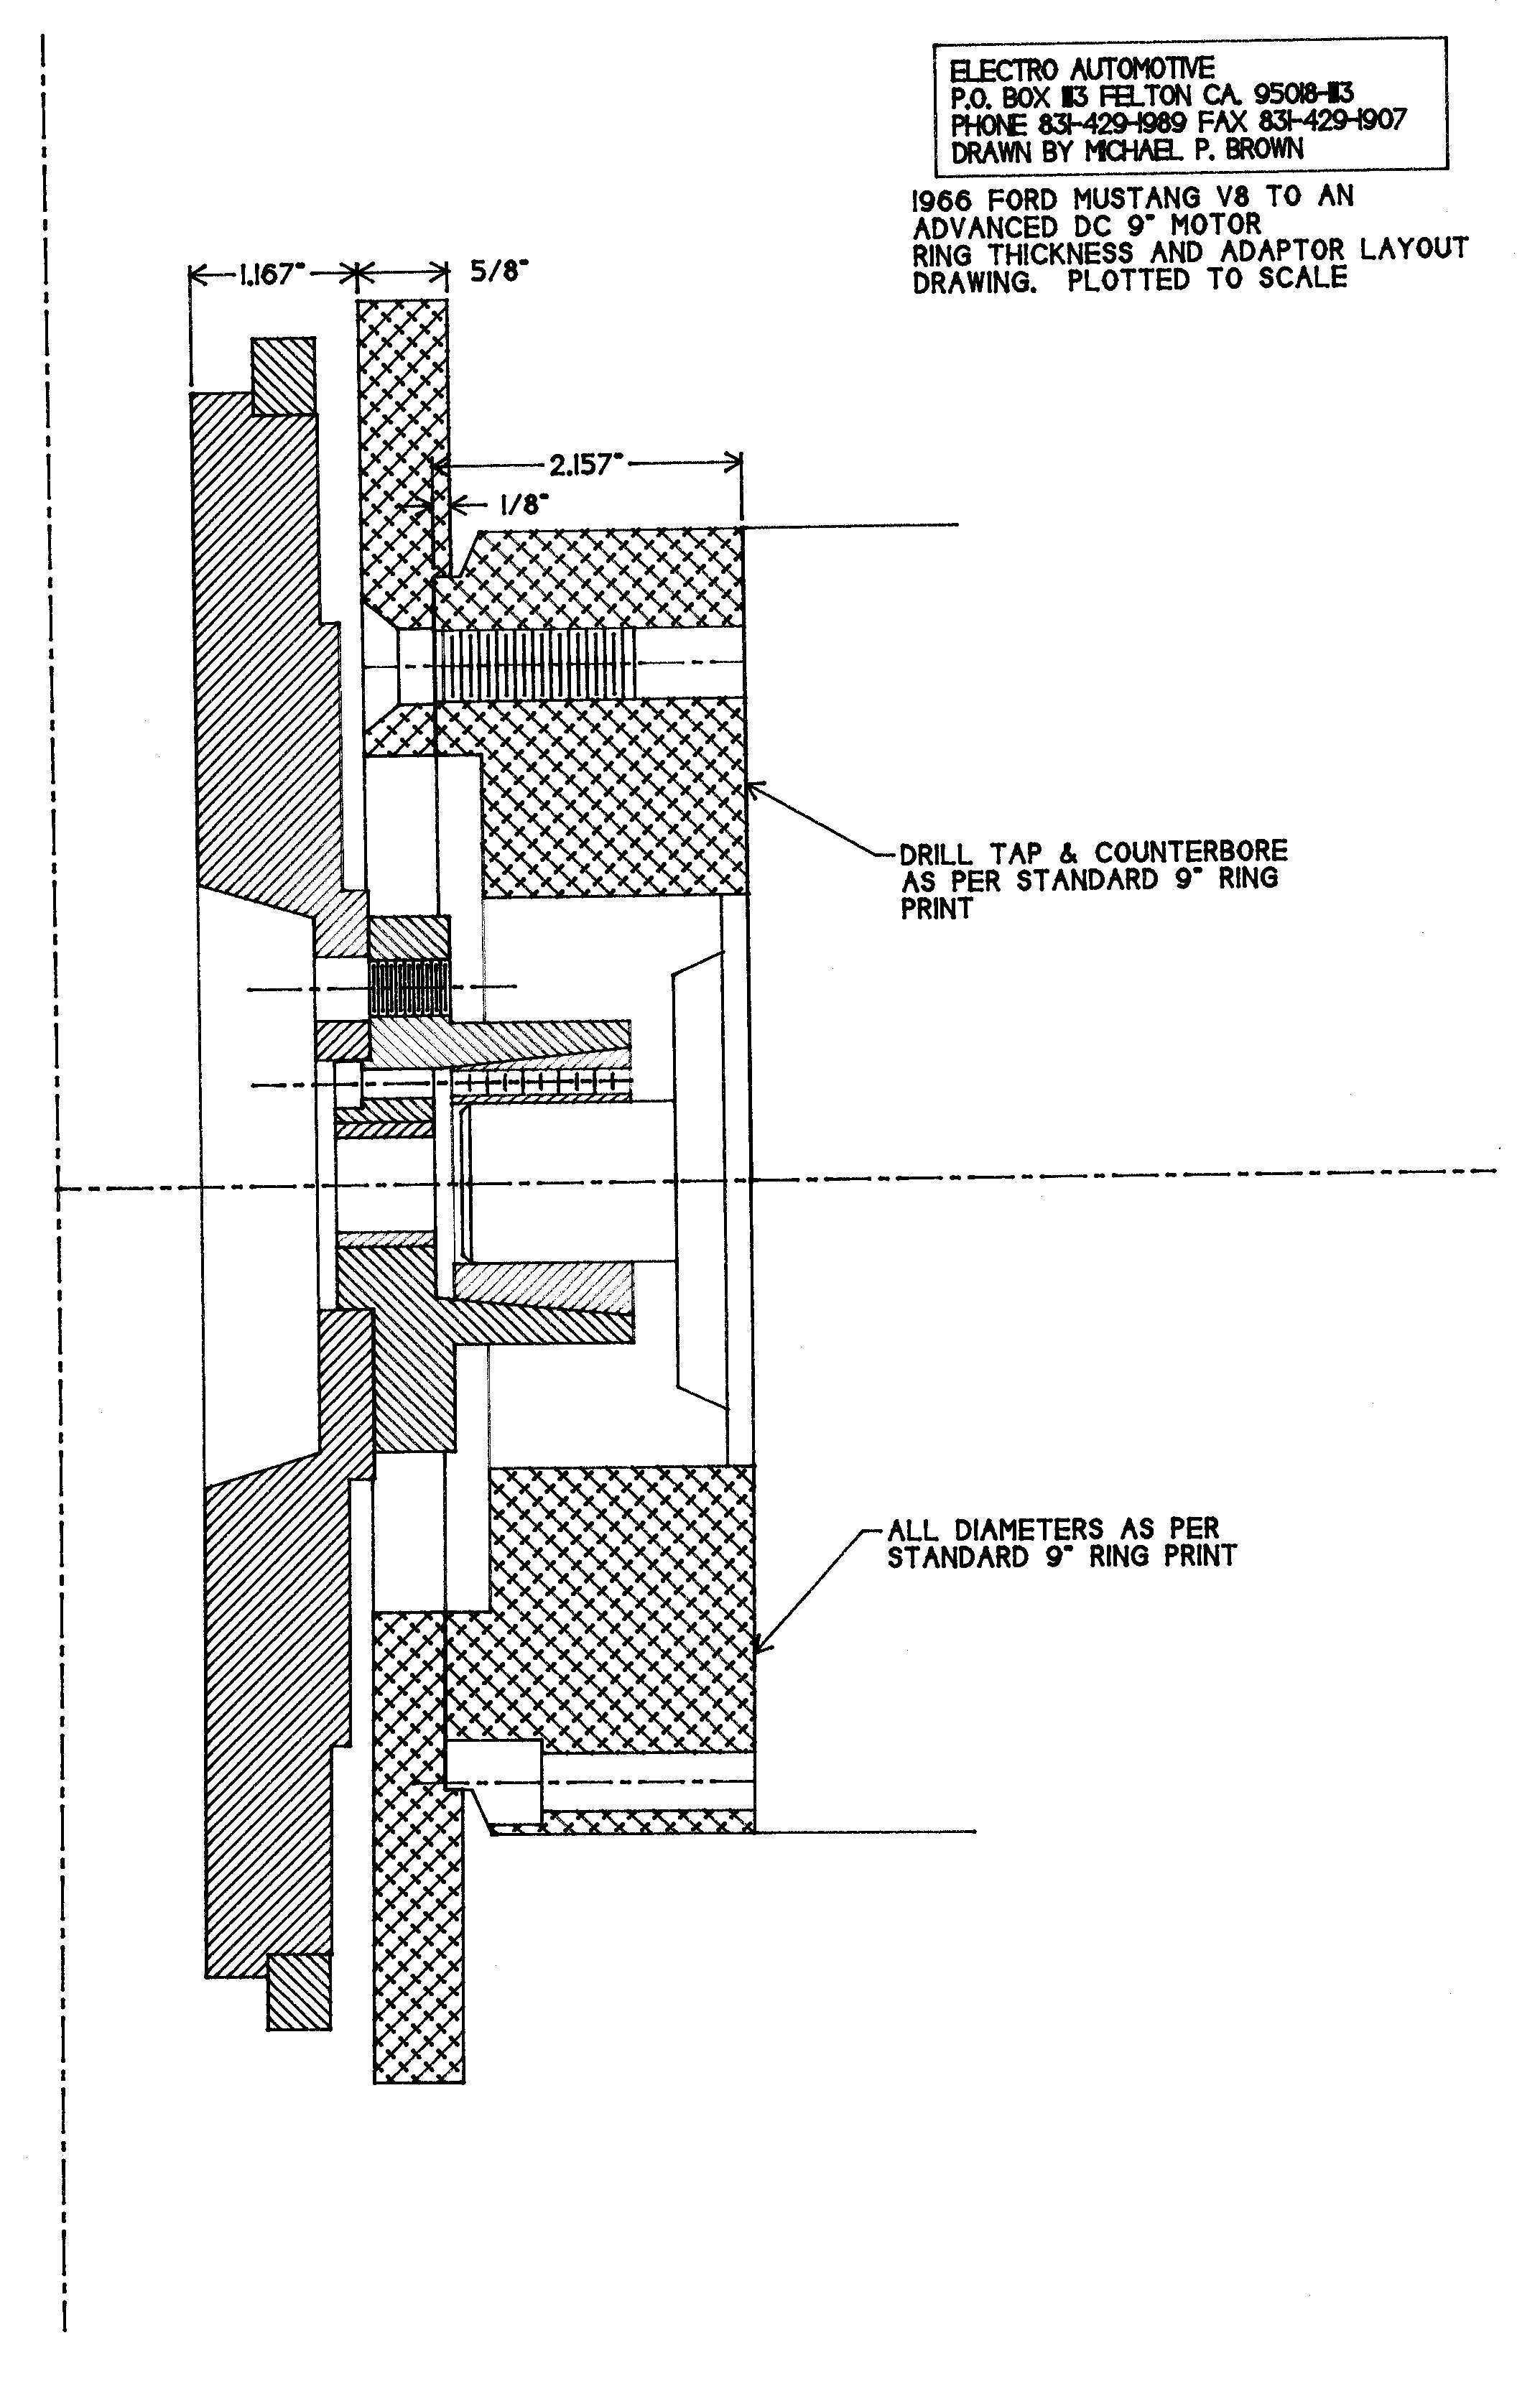 ELECTRO AUTOMOTIVE
P.O. BOX 1113 FELTON CA. 95018-1113
PHONE 831-429-1989 FAX 831-429-1907
DRAWN BY MICHAEL P. BROWN
1966 FORD MUSTANG V8 TO AN
ADVANCED DC 9" MOTOR
RING THICKNESS AND ADAPTOR LAYOUT
DRAWING. PLOTTED TO SCALE
1.167"
5/8"
2.157"
1/8"
DRILL TAP & COUNTERBORE
AS PER STANDARD 9" RING
PRINT
ALL DIAMETERS AS PER
STANDARD 9" RING PRINT